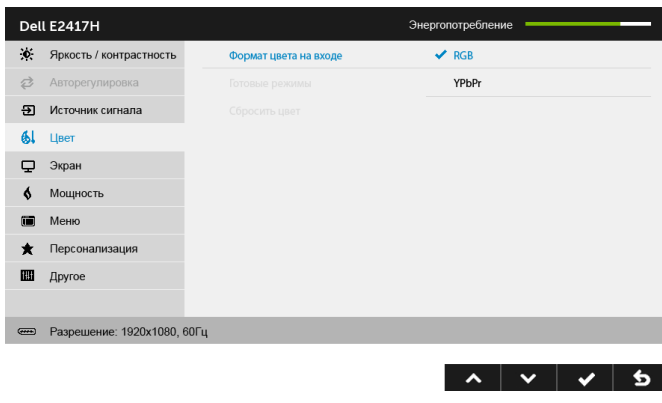 Dell E2417H
Энергопотребление
Яркость / контрастность
Формат цвета на входе
RGB
Авторегулировка
Готовые режимы
YPbPr
Источник сигнала
Сбросить цвет
Цвет
Экран
Мощность
Меню
Персонализация
Другое
Разрешение: 1920x1080, 60Гц